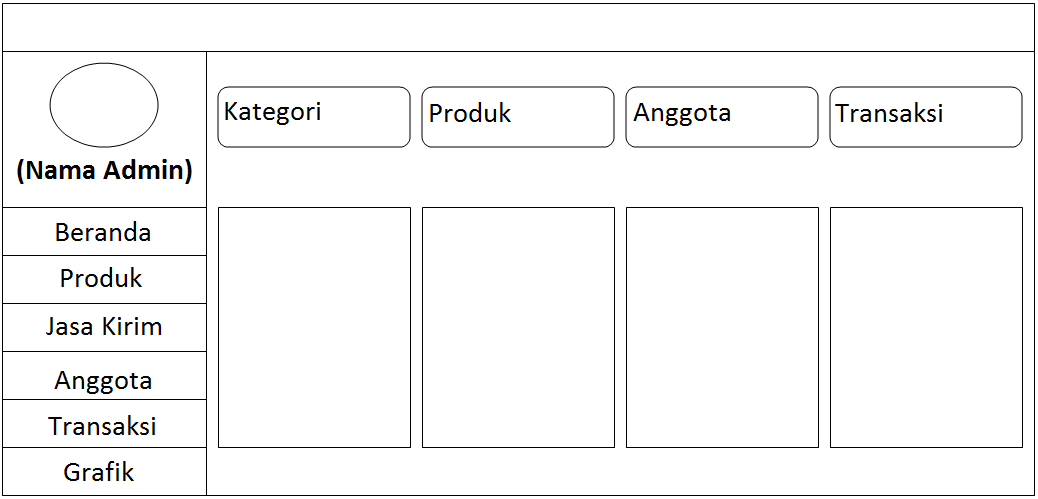 (Nama Admin)
Beranda
Produk
Jasa Kirim
Anggota
Transaksi
Grafik
Kategori
Produk
Anggota
Transaksi